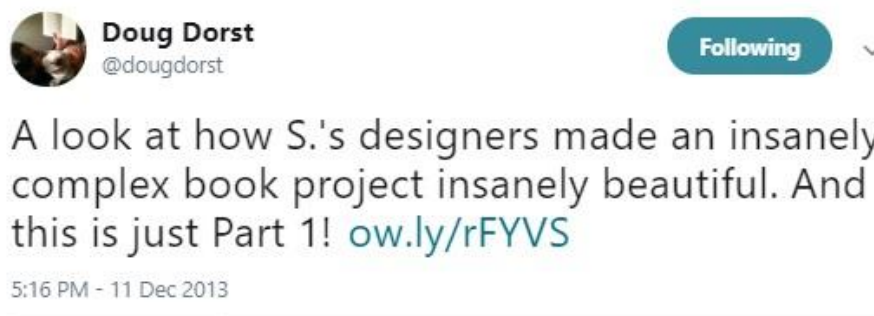 Doug Dorst
@dougdorst
Following
A look at how S.'s designers made an insanely
complex book project insanely beautiful. And
this is just Part 1! ow.ly/rFYVS
5:16 PM - 11 Dec 2013